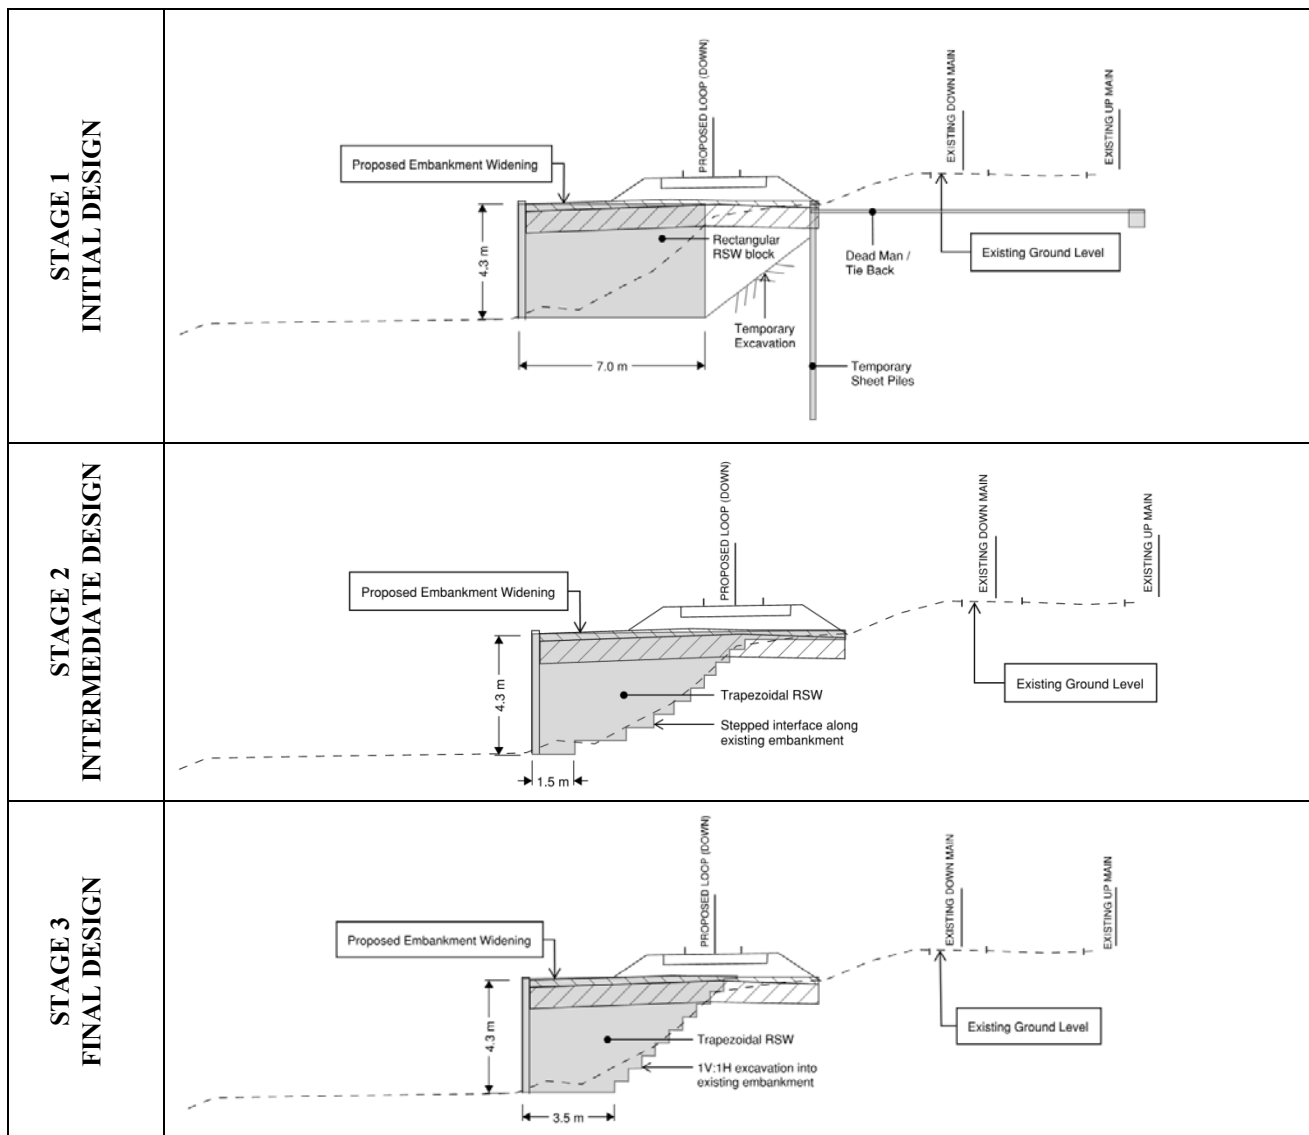 STAGE 1
INITIAL DESIGN
PROPOSED LOOP (DOWN)
EXISTING DOWN MAIN
EXISTING UP MAIN
Proposed Embankment Widening
4.3 m
Rectangular
RSW block
Dead Man /
Tie Back
Existing Ground Level
Temporary
Excavation
7.0 m
Temporary
Sheet Piles
STAGE 2
INTERMEDIATE DESIGN
PROPOSED LOOP (DOWN)
EXISTING DOWN MAIN
EXISTING UP MAIN
Proposed Embankment Widening
4.3 m
Trapezoidal RSW
Existing Ground Level
Stepped interface along
existing embankment
1.5 m
STAGE 3
FINAL DESIGN
PROPOSED LOOP (DOWN)
EXISTING DOWN MAIN
EXISTING UP MAIN
Proposed Embankment Widening
4.3 m
Trapezoidal RSW
Existing Ground Level
1V:1H excavation into
existing embankment
3.5 m